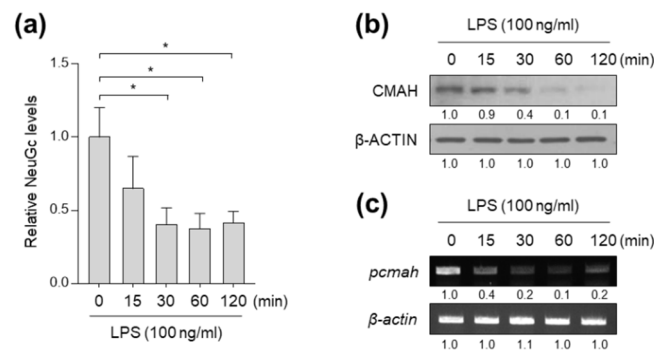 (a)
*
*
*
Relative NeuGc levels
1.5
1.0
0.5
0.0
0 15 30 60 120 (min)
LPS (100 ng/ml)
(b)
LPS (100 ng/ml)
0 15 30 60 120 (min)
CMAH
1.0 0.9 0.4 0.1 0.1
β-ACTIN
1.0 1.0 1.0 1.0 1.0
(c)
LPS (100 ng/ml)
0 15 30 60 120 (min)
pcmah
1.0 0.4 0.2 0.1 0.2
β-actin
1.0 1.0 1.1 1.0 1.0